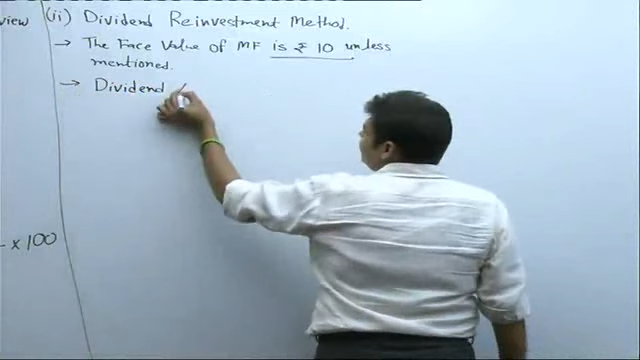 view
(ii) Dividend Reinvestment Method.
→ The Face Value of MF is ₹ 10 unless
mentioned.
→ Dividend
x 100